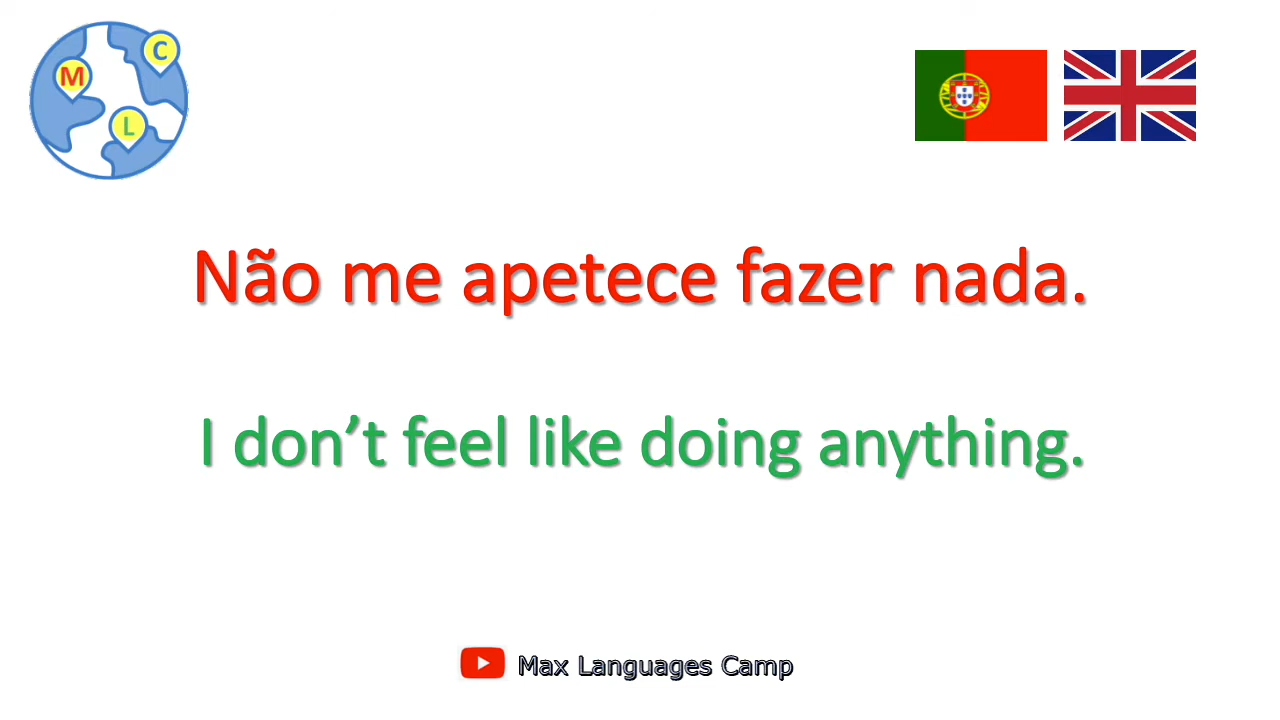 M
C
L
Não me apetece fazer nada.
I don’t feel like doing anything.
Max Languages Camp